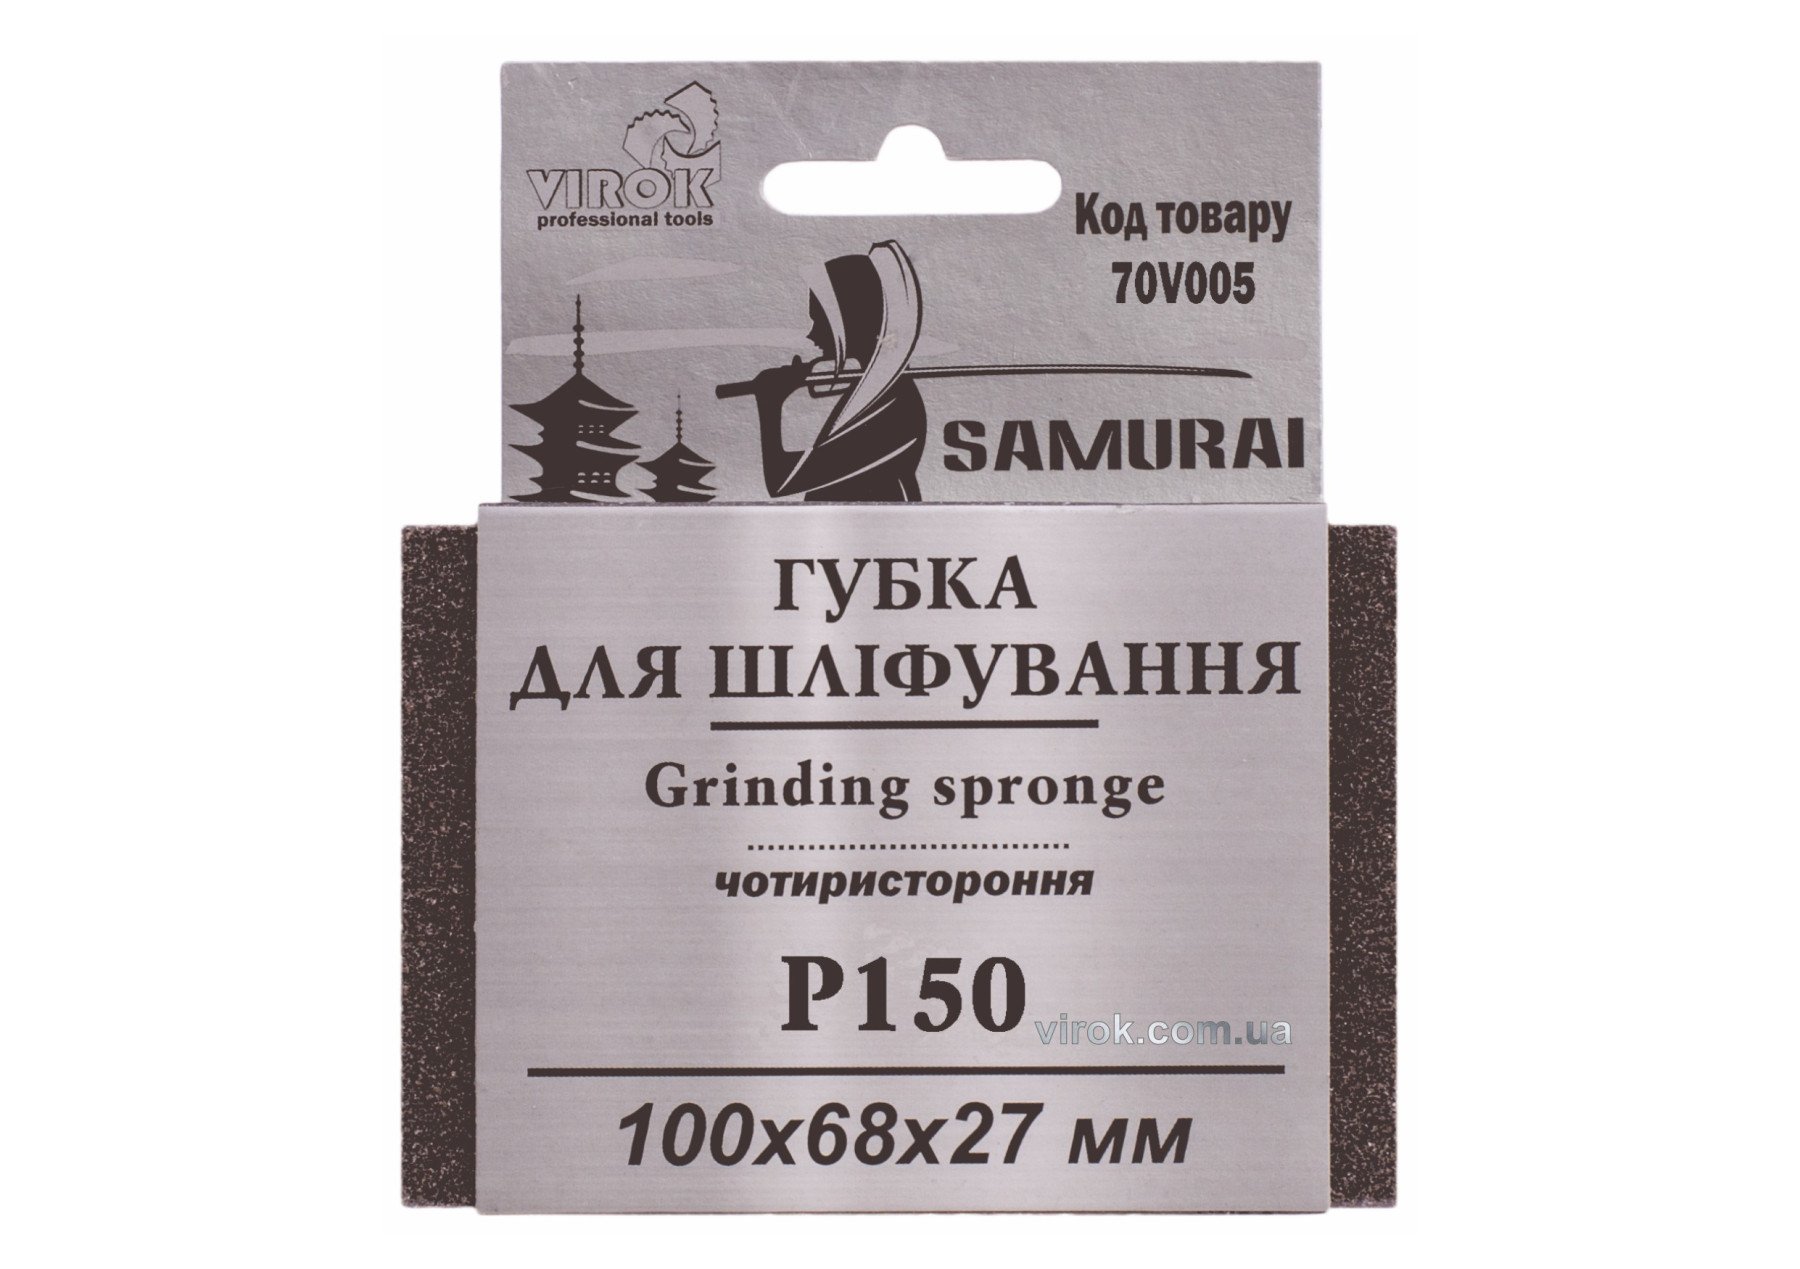 VIROK
professional tools
Код товару
70V005
SAMURAI
ГУБКА
ДЛЯ ШЛІФУВАННЯ
Grinding spronge
чотиристороння
P150
virok.com.ua
100x68x27 мм